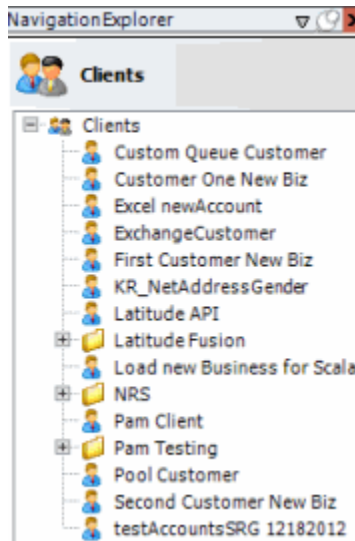 NavigationExplorer
Clients
Clients
Custom Queue Customer
Customer One New Biz
Excel newAccount
ExchangeCustomer
First Customer New Biz
KR_NetAddressGender
Latitude API
Latitude Fusion
Load new Business for Scala
NRS
Pam Client
Pam Testing
Pool Customer
Second Customer New Biz
testAccountsSRG 12182012